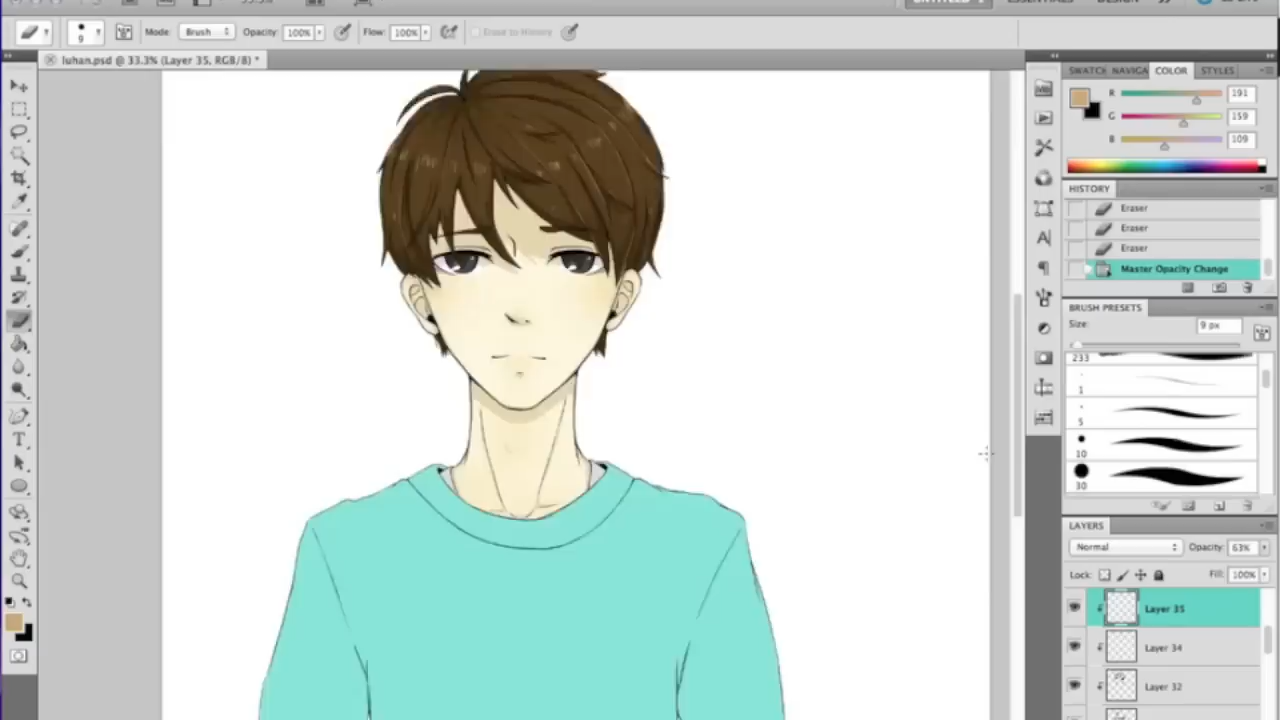 ESSENTIALS
DESIGN
9
Mode: Brush
Opacity: 100%
Flow: 100%
Erase to History
luhan.psd @ 33.3% (Layer 35, RGB/8) *
SWATCH NAVIGA COLOR STYLES
R 191
G 159
B 109
HISTORY
Eraser
Eraser
Eraser
Master Opacity Change
BRUSH PRESETS
Size: 9 px
233
1
5
10
30
LAYERS
Normal
Opacity: 63%
Lock:
Fill: 100%
Layer 35
Layer 34
Layer 32